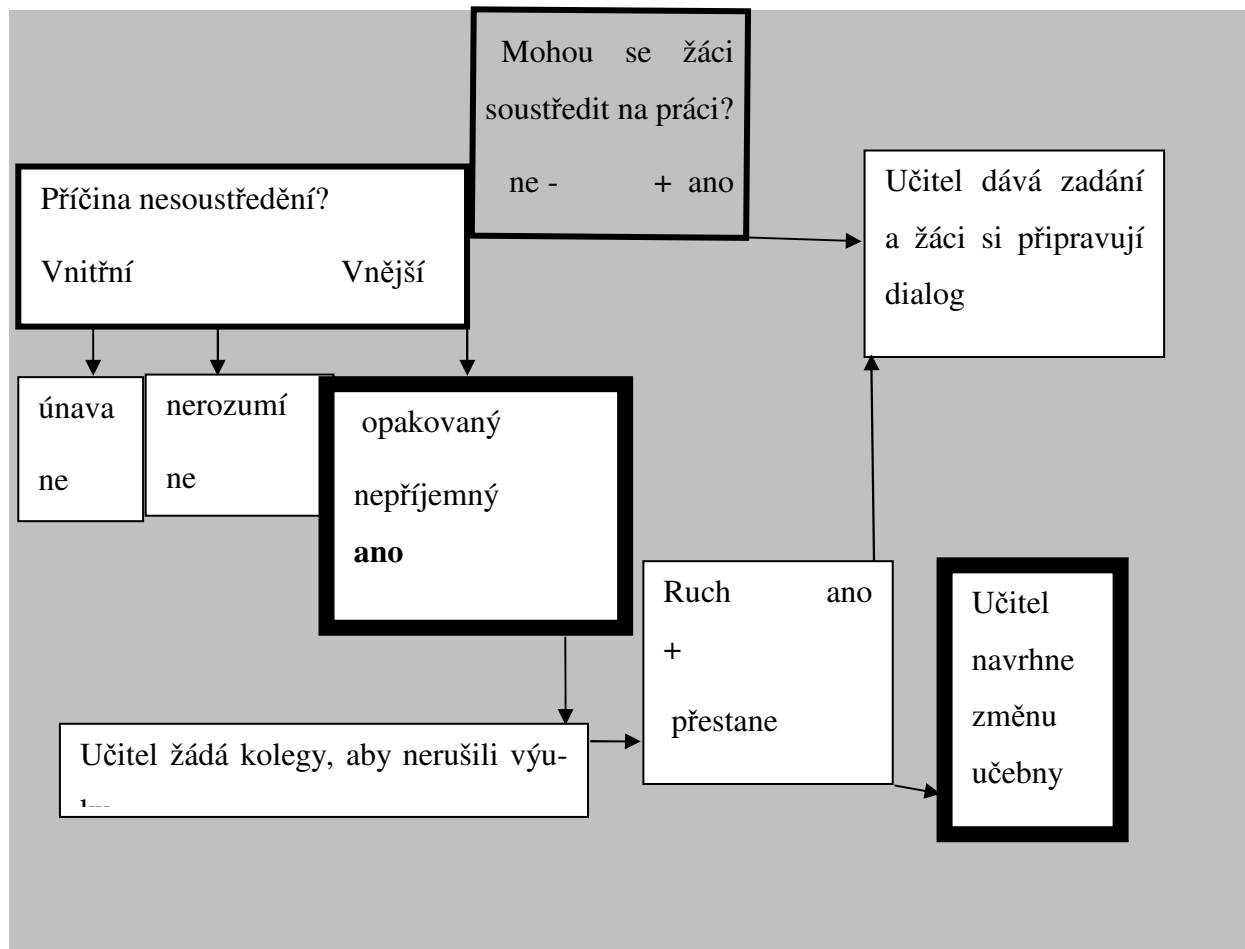 Mohou se žáci
soustředit na práci?
ne - + ano
Příčina nesoustředění?
Vnitřní Vnější
Učitel dává zadání
a žáci si připravují
dialog
únava
ne
nerozumí
ne
opakovaný
nepříjemný
ano
Učitel žádá kolegy, aby nerušili výu-
Ruch ano
+
přestane
Učitel
navrhne
změnu
učebny